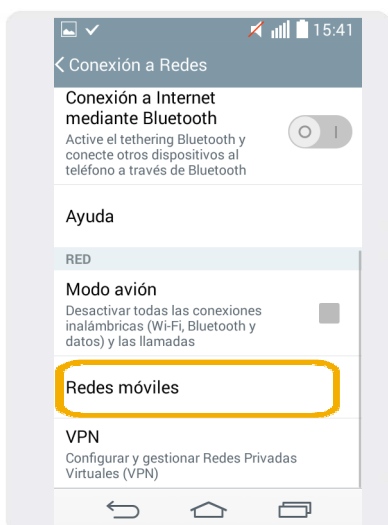 15:41
Conexión a Redes
Conexión a Internet
mediante Bluetooth
Active el tethering Bluetooth y
conecte otros dispositivos al
teléfono a través de Bluetooth
Ayuda
RED
Modo avión
Desactivar todas las conexiones
inalámbricas (Wi-Fi, Bluetooth y
datos) y las llamadas
Redes móviles
VPN
Configurar y gestionar Redes Privadas
Virtuales (VPN)